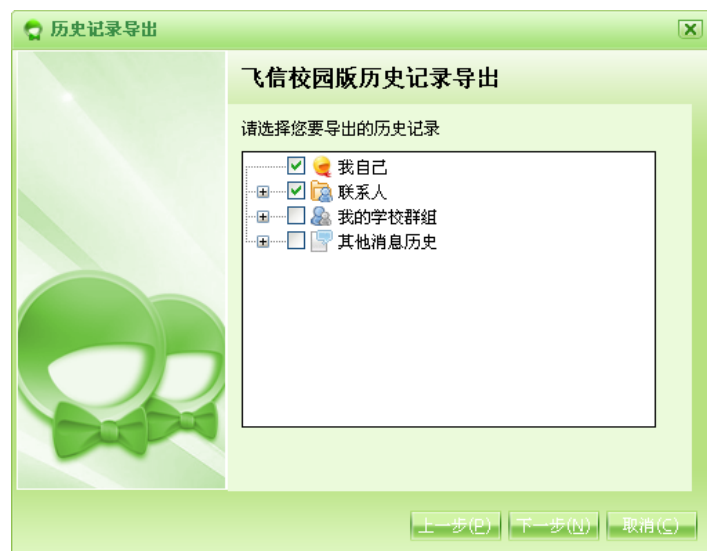 历史记录导出
飞信校园版历史记录导出
请选择您要导出的历史记录
我自己
联系人
我的学校群组
其他消息历史
上一步(P) 下一步(N) 取消(C)